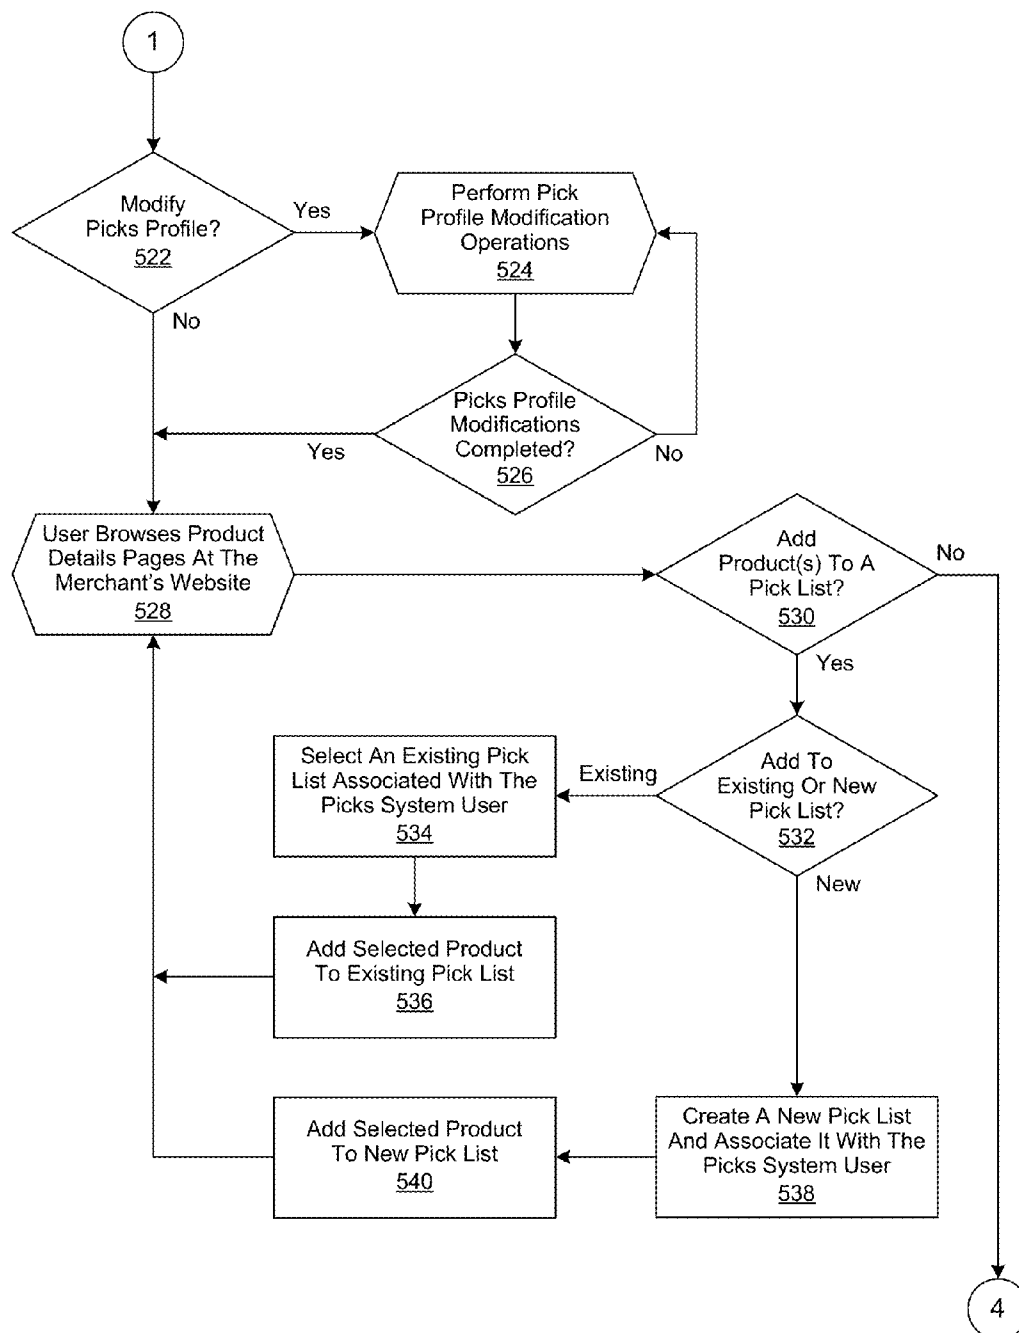 1
Modify
Picks Profile?
522
Yes
No
Perform Pick
Profile Modification
Operations
524
Picks Profile
Modifications
Completed?
526
Yes
No
User Browses Product
Details Pages At The
Merchant's Website
528
Add
Product(s) To A
Pick List?
530
No
Yes
Add To
Existing Or New
Pick List?
532
Existing
New
Select An Existing Pick
List Associated With The
Picks System User
534
Add Selected Product
To Existing Pick List
536
Create A New Pick List
And Associate It With The
Picks System User
538
Add Selected Product
To New Pick List
540
4